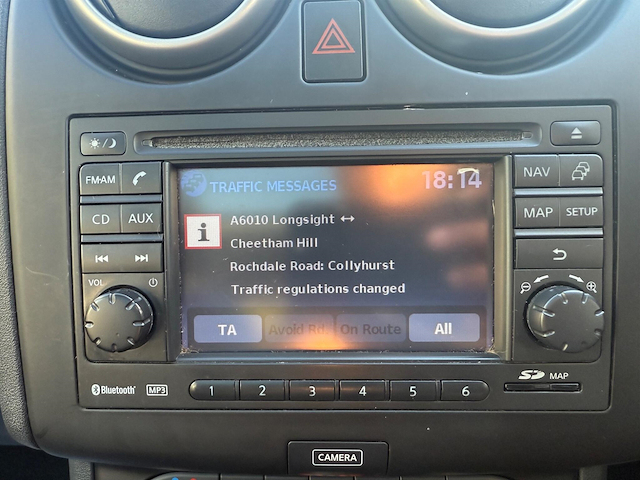 TRAFFIC MESSAGES 18:14
A6010 Longsight ↔
i
Cheetham Hill
Rochdale Road: Collyhurst
Traffic regulations changed
TA Avoid Rd. On Route All
FM·AM
CD AUX
VOL
NAV
MAP SETUP
Bluetooth® MP3
1 2 3 4 5 6
SD MAP
CAMERA